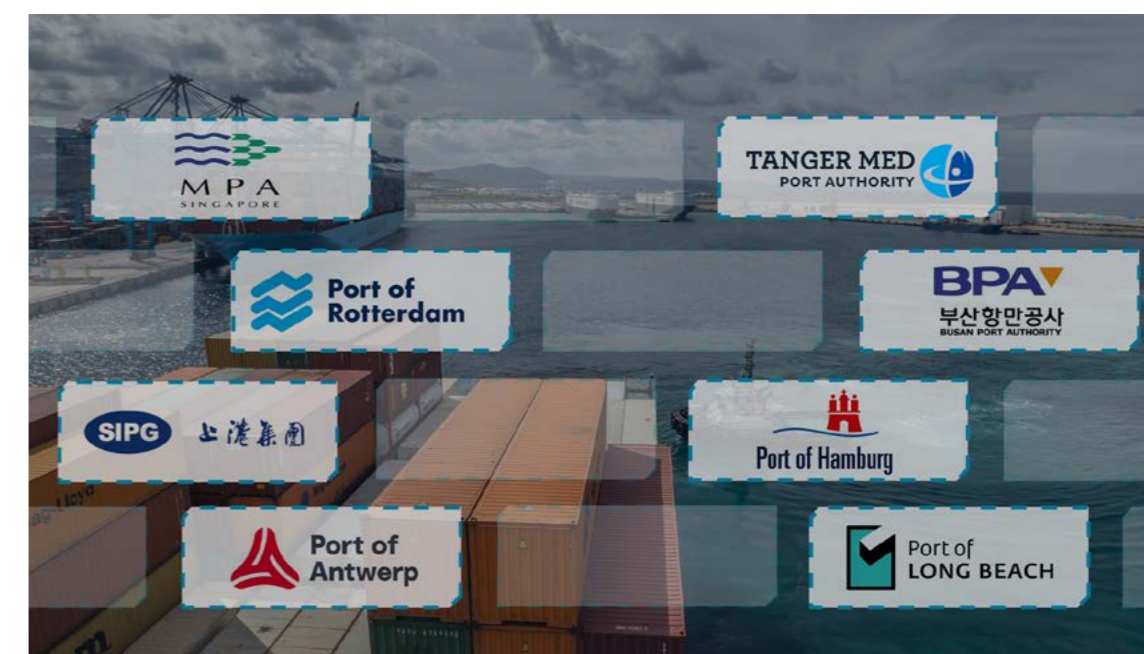 MPA
SINGAPORE
TANGER MED
PORT AUTHORITY
Port of
Rotterdam
BPA
부산항만공사
BUSAN PORT AUTHORITY
SIPG 上港集團
Port of Hamburg
Port of
Antwerp
Port of
LONG BEACH